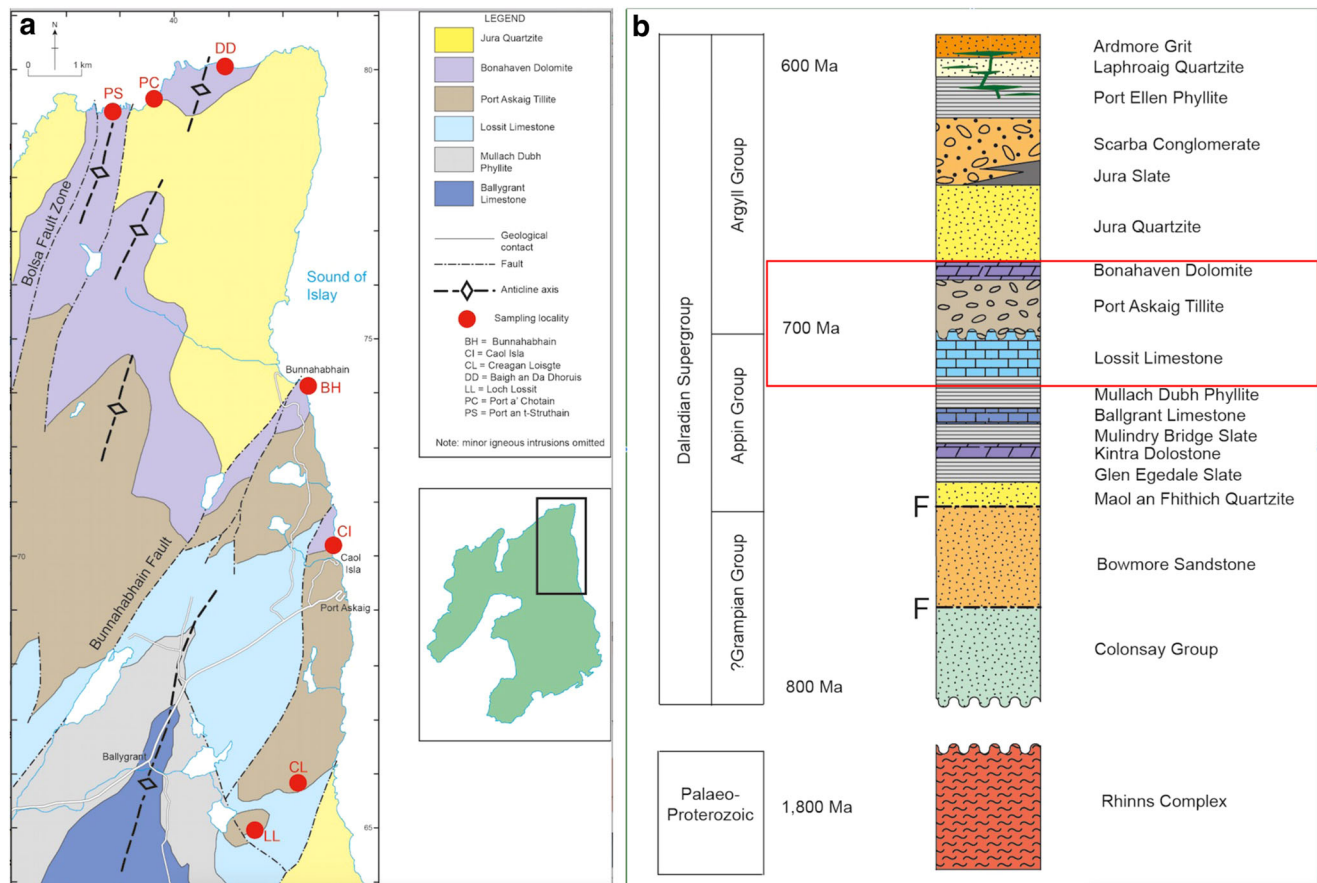 a
N
0 1 km
40
80
70
65
DD
PC
PS
Bolsa Fault Zone
Sound of
Islay
Bunnahabhain
BH
CI
Caol
Isla
Port Askaig
Bunnahabhain Fault
Ballygrant
CL
LL
LEGEND
Jura Quartzite
Bonahaven Dolomite
Port Askaig Tillite
Lossit Limestone
Mullach Dubh
Phyllite
Ballygrant
Limestone
Geological
contact
Fault
Anticline axis
Sampling locality
BH = Bunnahabhain
CI = Caol Isla
CL = Creagan Loisgte
DD = Baigh an Da Dhoruis
LL = Loch Lossit
PC = Port a' Chotain
PS = Port an t-Struthain
Note: minor igneous intrusions omitted
b
Dalradian Supergroup
Argyll Group
Appin Group
?Grampian Group
600 Ma
700 Ma
800 Ma
Palaeo-
Proterozoic
1,800 Ma
F
F
Ardmore Grit
Laphroaig Quartzite
Port Ellen Phyllite
Scarba Conglomerate
Jura Slate
Jura Quartzite
Bonahaven Dolomite
Port Askaig Tillite
Lossit Limestone
Mullach Dubh Phyllite
Ballgrant Limestone
Mulindry Bridge Slate
Kintra Dolostone
Glen Egedale Slate
Maol an Fhithich Quartzite
Bowmore Sandstone
Colonsay Group
Rhinns Complex